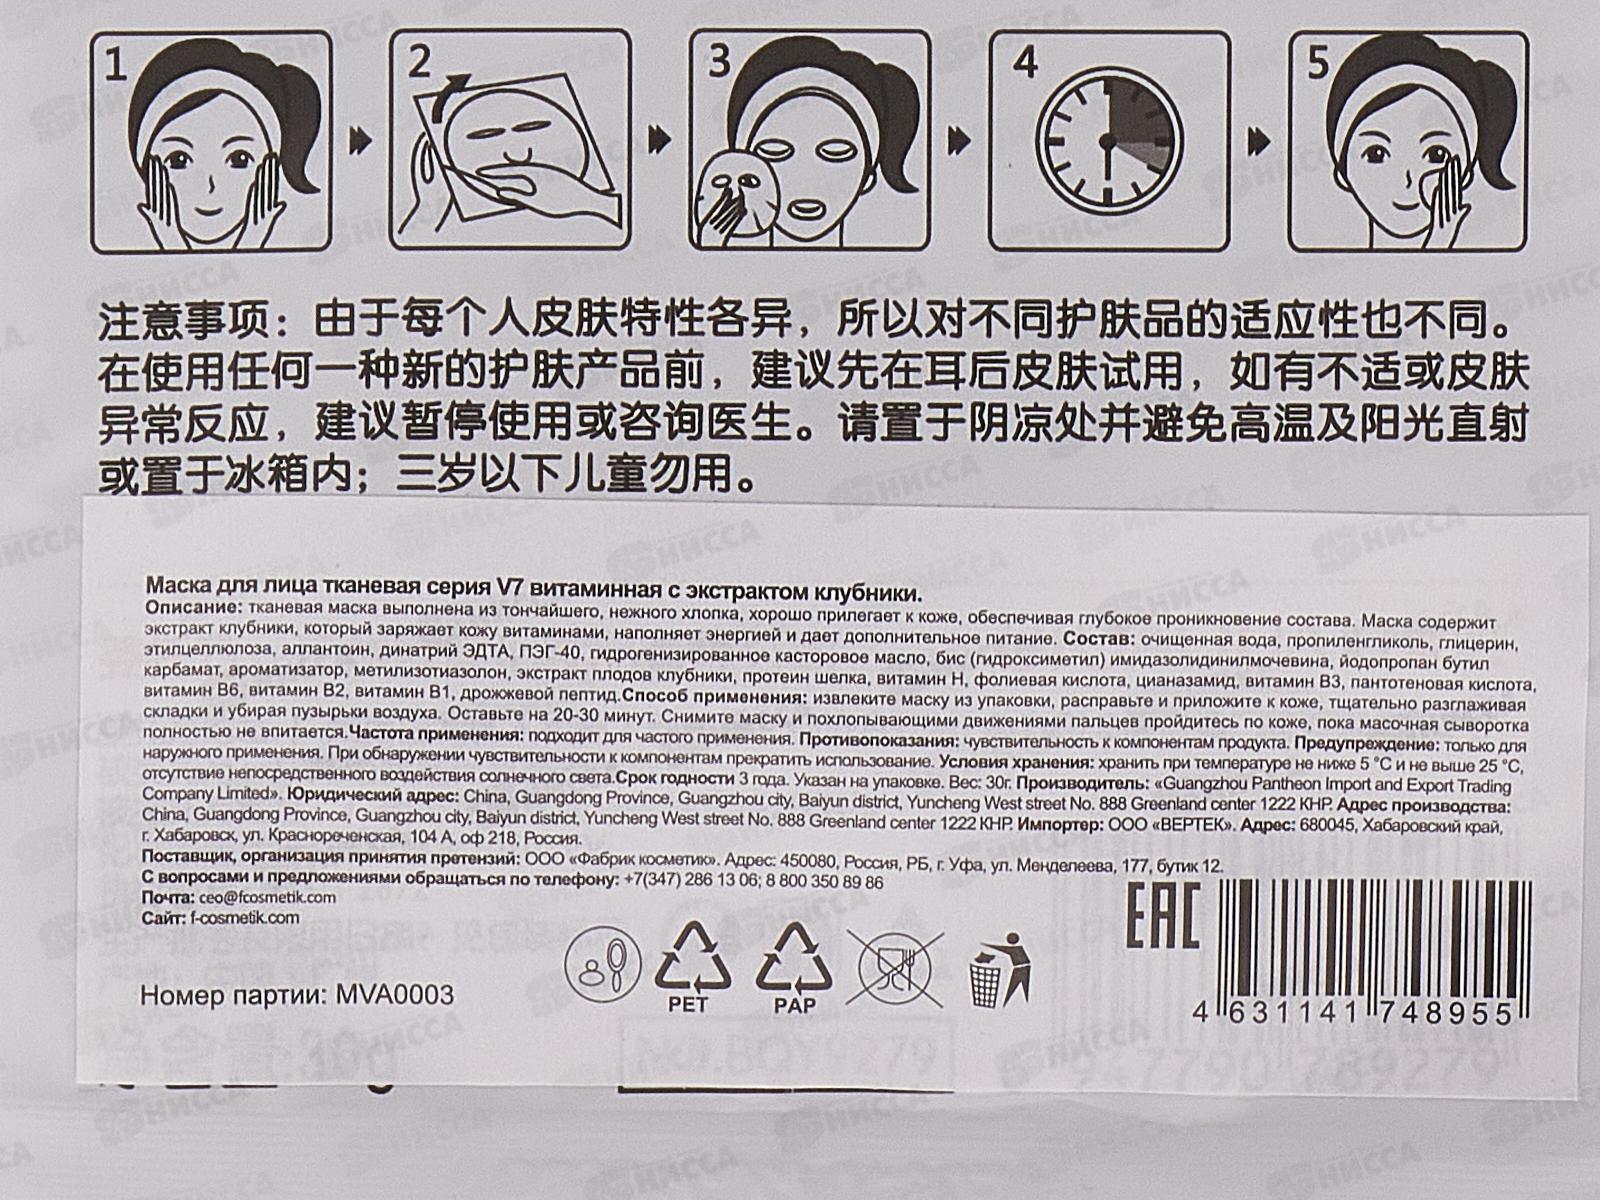 1 2 3 4 5
注意事项：由于每个人皮肤特性各异，所以对不同护肤品的适应性也不同。
在使用任何一种新的护肤产品前，建议先在耳后皮肤试用，如有不适或皮肤
异常反应，建议暂停使用或咨询医生。请置于阴凉处并避免高温及阳光直射
或置于冰箱内；三岁以下儿童勿用。
Маска для лица тканевая серия V7 витаминная с экстрактом клубники.
Описание: тканевая маска выполнена из тончайшего, нежного хлопка, хорошо прилегает к коже, обеспечивая глубокое проникновение состава. Маска содержит
экстракт клубники, который заряжает кожу витаминами, наполняет энергией и дает дополнительное питание. Состав: очищенная вода, пропиленгликоль, глицерин,
этилцеллюлоза, аллантоин, динатрий ЭДТА, ПЭГ-40, гидрогенизированное касторовое масло, бис (гидроксиметил) имидазолидинилмочевина, йодопропан бутил
карбамат, ароматизатор, метилизотиазолон, экстракт плодов клубники, протеин шелка, витамин Н, фолиевая кислота, цианазамид, витамин В3, пантотеновая кислота,
витамин В6, витамин В2, витамин В1, дрожжевой пептид.Способ применения: извлеките маску из упаковки, расправьте и приложите к коже, тщательно разглаживая
складки и убирая пузырьки воздуха. Оставьте на 20-30 минут. Снимите маску и похлопывающими движениями пальцев пройдитесь по коже, пока масочная сыворотка
полностью не впитается.Частота применения: подходит для частого применения. Противопоказания: чувствительность к компонентам продукта. Предупреждение: только для
наружного применения. При обнаружении чувствительности к компонентам прекратить использование. Условия хранения: хранить при температуре не ниже 5 °С и не выше 25 °С,
отсутствие непосредственного воздействия солнечного света.Срок годности 3 года. Указан на упаковке. Вес: 30г. Производитель: «Guangzhou Pantheon Import and Export Trading
Company Limited». Юридический адрес: China, Guangdong Province, Guangzhou city, Baiyun district, Yuncheng West street No. 888 Greenland center 1222 КНР. Адрес производства:
China, Guangdong Province, Guangzhou city, Baiyun district, Yuncheng West street No. 888 Greenland center 1222 КНР. Импортер: ООО «ВЕРТЕК». Адрес: 680045, Хабаровский край,
г. Хабаровск, ул. Краснореченская, 104 А, оф 218, Россия.
Поставщик, организация принятия претензий: ООО «Фабрик косметик». Адрес: 450080, Россия, РБ, г. Уфа, ул. Менделеева, 177, бутик 12.
С вопросами и предложениями обращаться по телефону: +7(347) 286 13 06; 8 800 350 89 86
Почта: ceo@fcosmetik.com
Сайт: f-cosmetik.com
EAC
Номер партии: MVA0003
PET PAP
4 631141 748955
НИССА